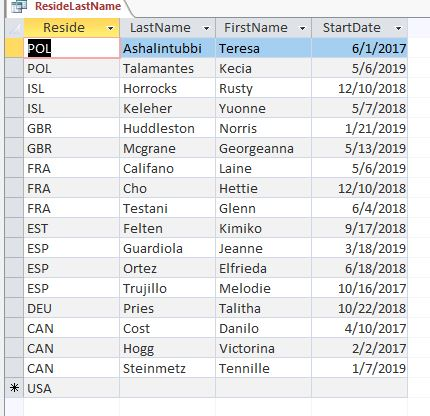 ResideLastName
Reside LastName FirstName StartDate
POL Ashalintubbi Teresa 6/1/2017
POL Talamantes Kecia 5/6/2019
ISL Horrocks Rusty 12/10/2018
ISL Keleher Yuonne 5/7/2018
GBR Huddleston Norris 1/21/2019
GBR Mcgrane Georgeanna 5/13/2019
FRA Califano Laine 5/6/2019
FRA Cho Hettie 12/10/2018
FRA Testani Glenn 6/4/2018
EST Felten Kimiko 9/17/2018
ESP Guardiola Jeanne 3/18/2019
ESP Ortez Elfrieda 6/18/2018
ESP Trujillo Melodie 10/16/2017
DEU Pries Talitha 10/22/2018
CAN Cost Danilo 4/10/2017
CAN Hogg Victorina 2/2/2017
CAN Steinmetz Tennille 1/7/2019
USA